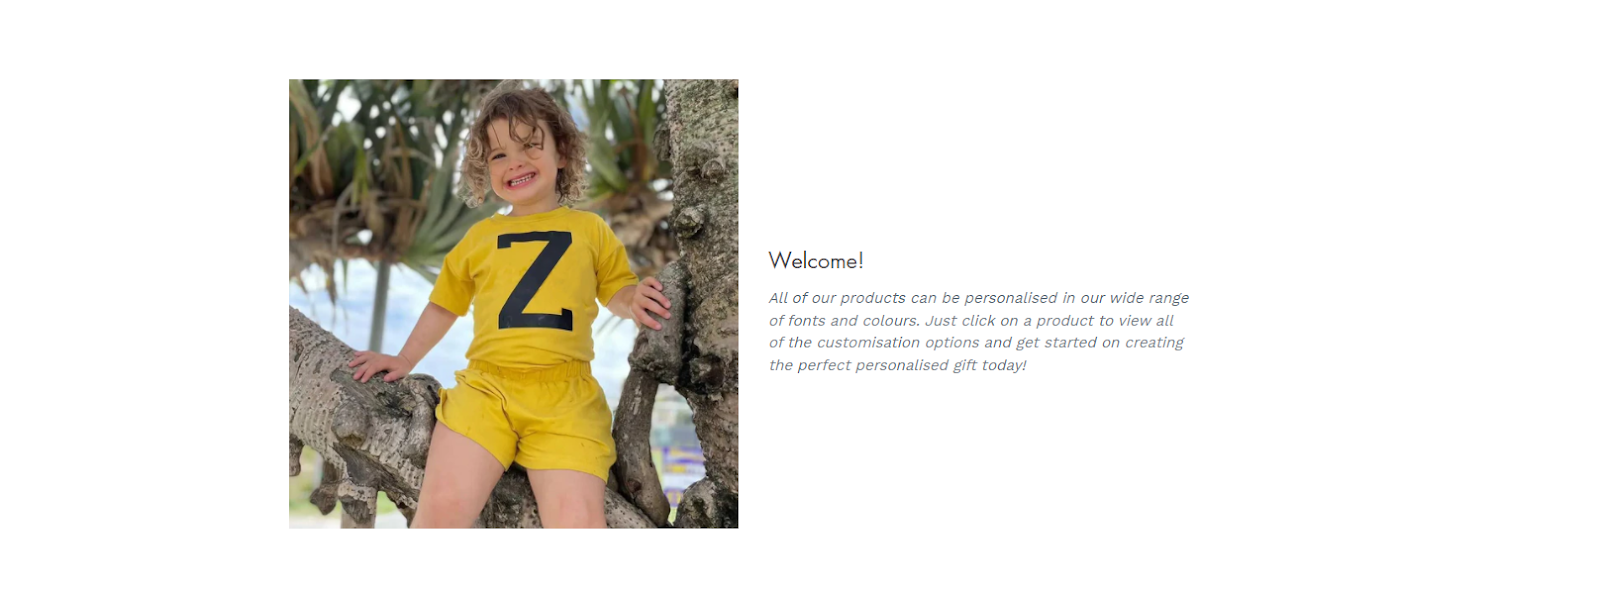 Z
Welcome!
All of our products can be personalised in our wide range
of fonts and colours. Just click on a product to view all
of the customisation options and get started on creating
the perfect personalised gift today!